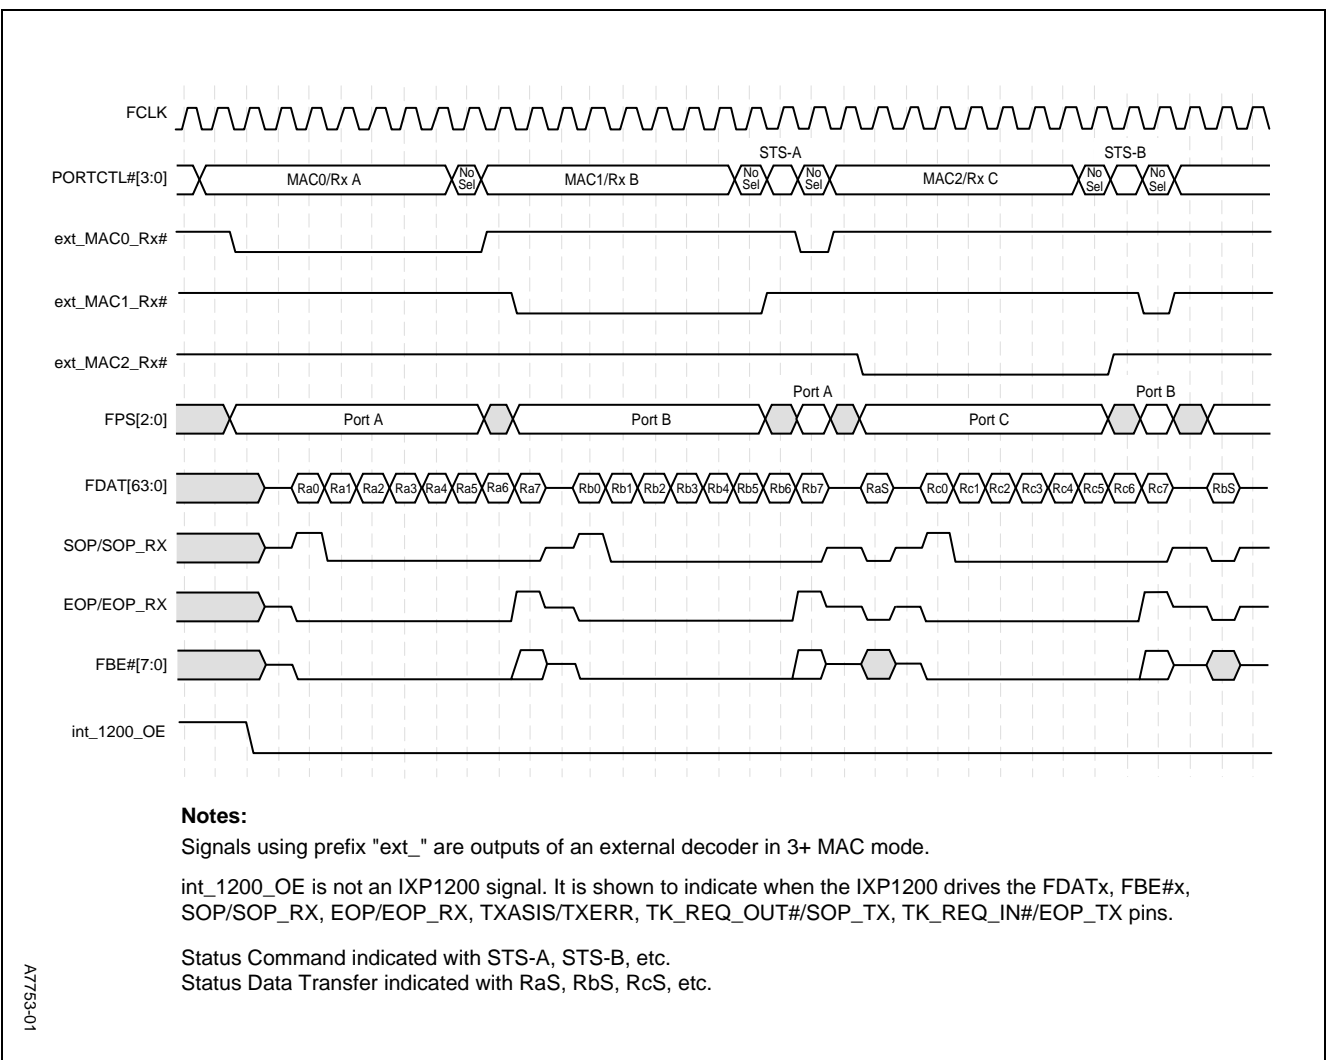 FCLK
STS-A
STS-B
PORTCTL#[3:0]
MAC0/Rx A
No Sel
MAC1/Rx B
No Sel
No Sel
MAC2/Rx C
No Sel
No Sel
ext_MAC0_Rx#
ext_MAC1_Rx#
ext_MAC2_Rx#
Port A
Port B
FPS[2:0]
Port A
Port B
Port C
FDAT[63:0]
Ra0 Ra1 Ra2 Ra3 Ra4 Ra5 Ra6 Ra7
Rb0 Rb1 Rb2 Rb3 Rb4 Rb5 Rb6 Rb7
RaS
Rc0 Rc1 Rc2 Rc3 Rc4 Rc5 Rc6 Rc7
RbS
SOP/SOP_RX
EOP/EOP_RX
FBE#[7:0]
int_1200_OE
Notes:
Signals using prefix "ext_" are outputs of an external decoder in 3+ MAC mode.
int_1200_OE is not an IXP1200 signal. It is shown to indicate when the IXP1200 drives the FDATx, FBE#x,
SOP/SOP_RX, EOP/EOP_RX, TXASIS/TXERR, TK_REQ_OUT#/SOP_TX, TK_REQ_IN#/EOP_TX pins.
Status Command indicated with STS-A, STS-B, etc.
Status Data Transfer indicated with RaS, RbS, RcS, etc.
A7753-01